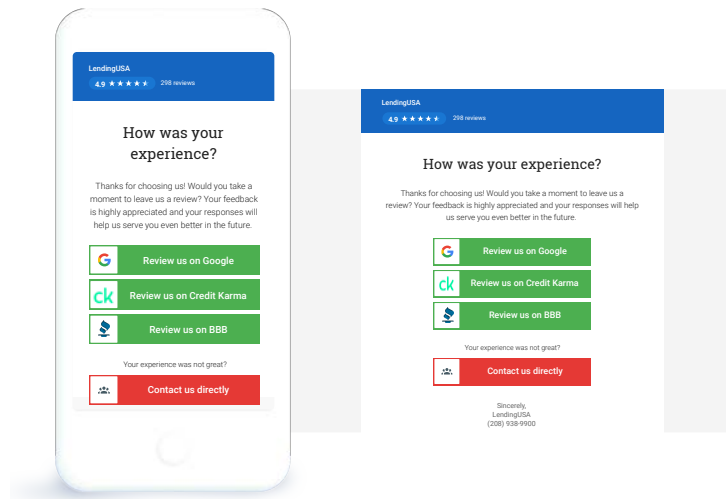 LendingUSA
4.9 ★★★★★ 298 reviews
How was your
experience?
Thanks for choosing us! Would you take a
moment to leave us a review? Your feedback
is highly appreciated and your responses will
help us serve you even better in the future.
Review us on Google
ck Review us on Credit Karma
Review us on BBB
Your experience was not great?
Contact us directly
LendingUSA
4.9 ★★★★★ 298 reviews
How was your experience?
Thanks for choosing us! Would you take a moment to leave us a
review? Your feedback is highly appreciated and your responses will help
us serve you even better in the future.
G Review us on Google
ck Review us on Credit Karma
Review us on BBB
Your experience was not great?
Contact us directly
Sincerely,
LendingUSA
(208) 938-9900